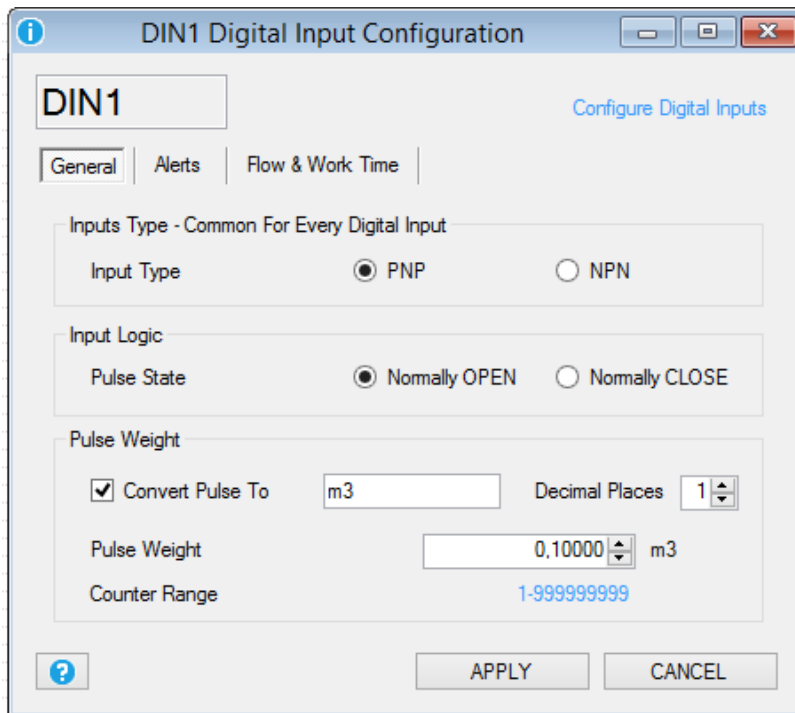 DIN1 Digital Input Configuration
DIN1
Configure Digital Inputs
General Alerts Flow & Work Time
Inputs Type - Common For Every Digital Input
Input Type PNP NPN
Input Logic
Pulse State Normally OPEN Normally CLOSE
Pulse Weight
Convert Pulse To m3 Decimal Places 1
Pulse Weight 0,10000 m3
Counter Range 1-999999999
? APPLY CANCEL